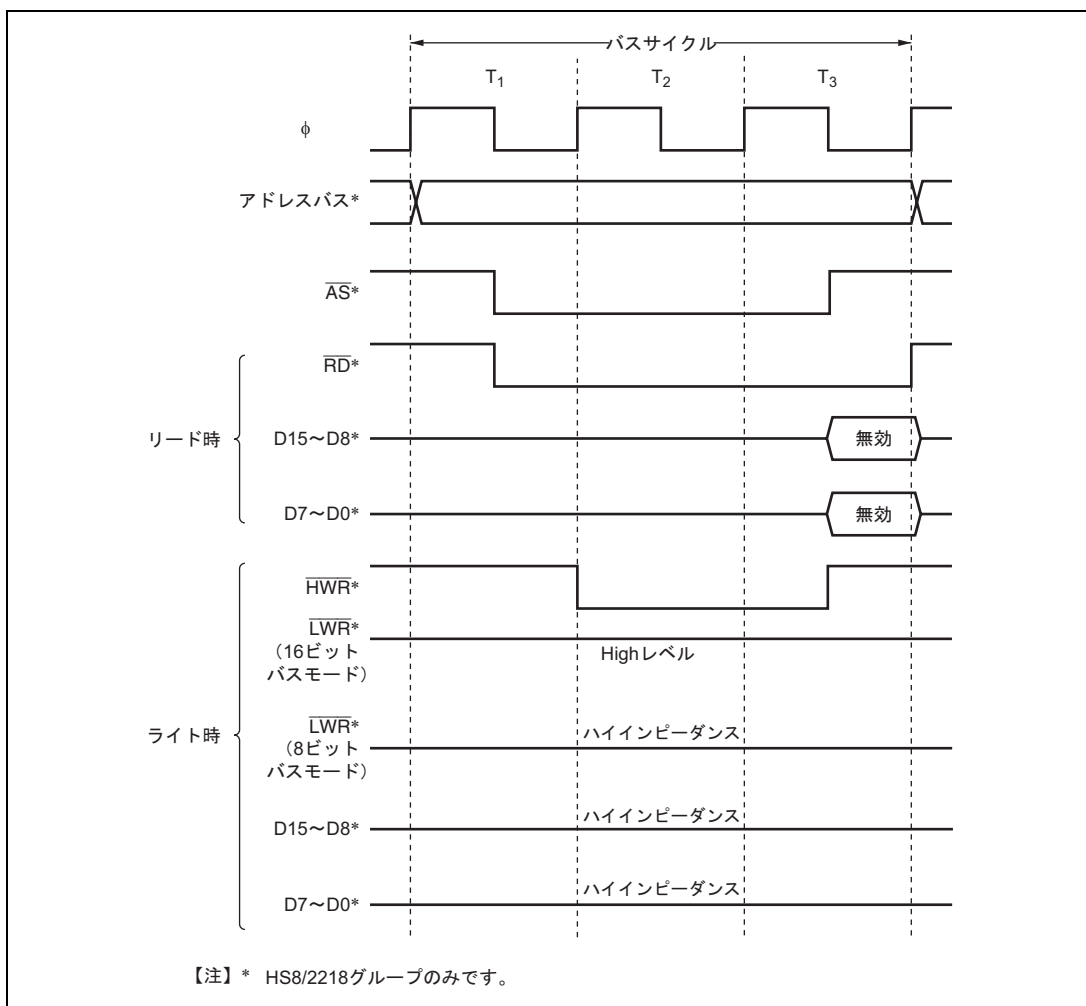 バスサイクル
T1 T2 T3
φ
アドレスバス*
AS*
RD*
リード時
D15～D8* 無効
D7～D0* 無効
HWR*
LWR*
（16ビット
バスモード）
Highレベル
ライト時
LWR*
（8ビット
バスモード）
ハイインピーダンス
D15～D8* ハイインピーダンス
D7～D0* ハイインピーダンス
【注】* HS8/2218グループのみです。